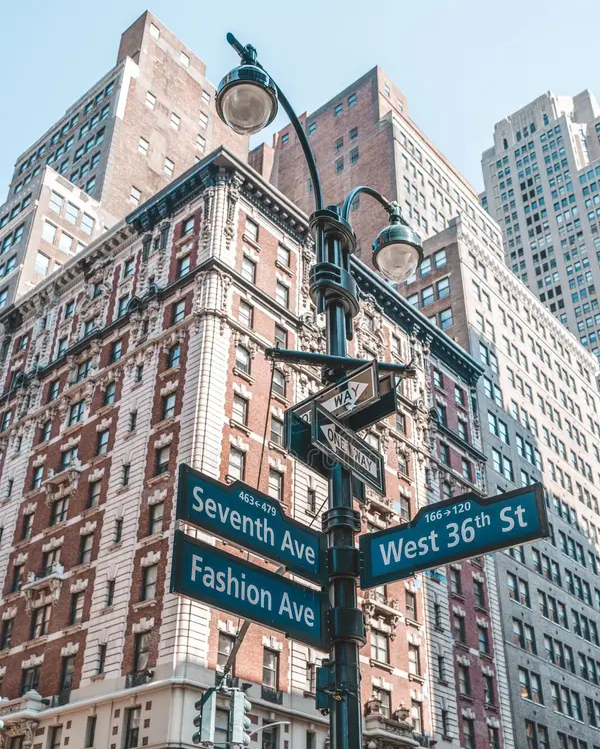 WAY
ONE WAY
463<-479
Seventh Ave
Fashion Ave
166->120
West 36th St